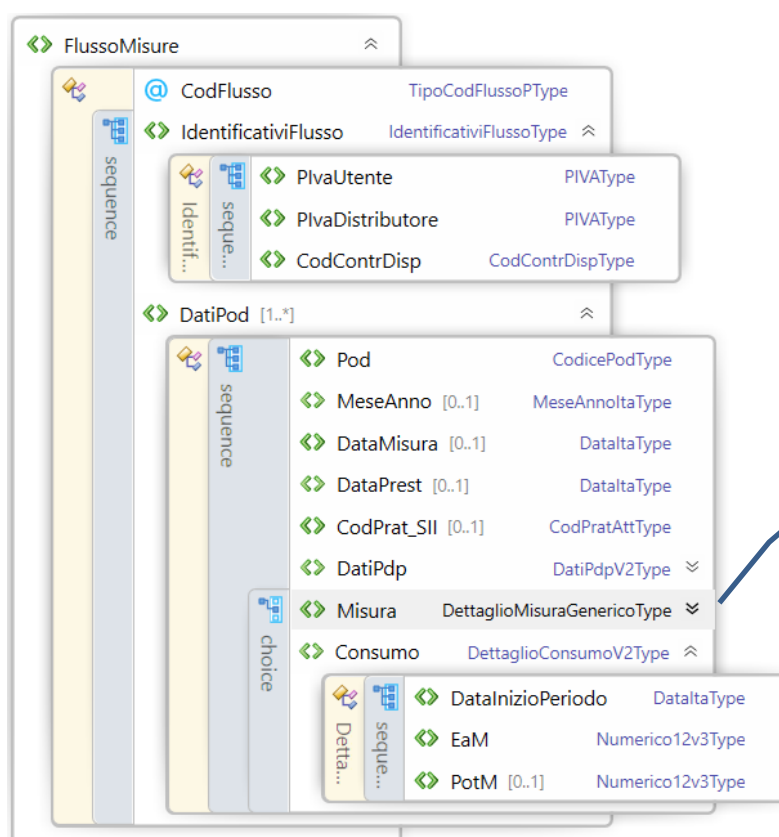 FlussoMisure
@ CodFlusso TipoCodFlussoPType
IdentificativiFlusso IdentificativiFlussoType
sequence
Identif...
seque...
PIvaUtente PIVAType
PIvaDistributore PIVAType
CodContrDisp CodContrDispType
DatiPod [1..*]
sequence
Pod CodicePodType
MeseAnno [0..1] MeseAnnoItaType
DataMisura [0..1] DataItaType
DataPrest [0..1] DataItaType
CodPrat_SII [0..1] CodPratAttType
DatiPdp DatiPdpV2Type
choice
Misura DettaglioMisuraGenericoType
Consumo DettaglioConsumoV2Type
Detta...
seque...
DataInizioPeriodo DataItaType
EaM Numerico12v3Type
PotM [0..1] Numerico12v3Type